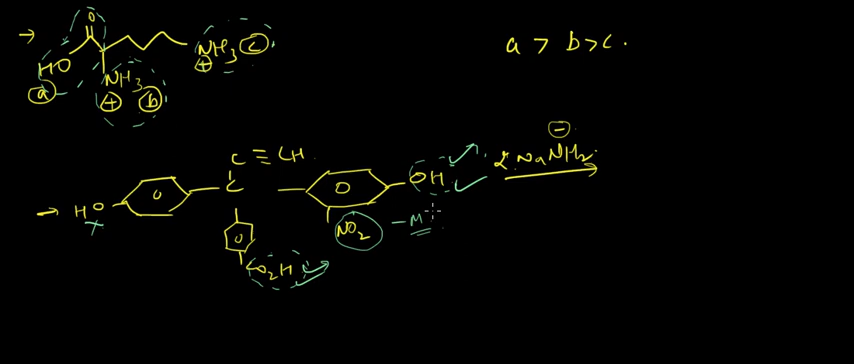 → O
HO NH3 ⊕ (c) a > b > c.
(a) NH3 ⊕ (b)
C ≡ CH. ⊖
→ HO O C O OH 2 NaNH2
O NO2 – M
CO2H